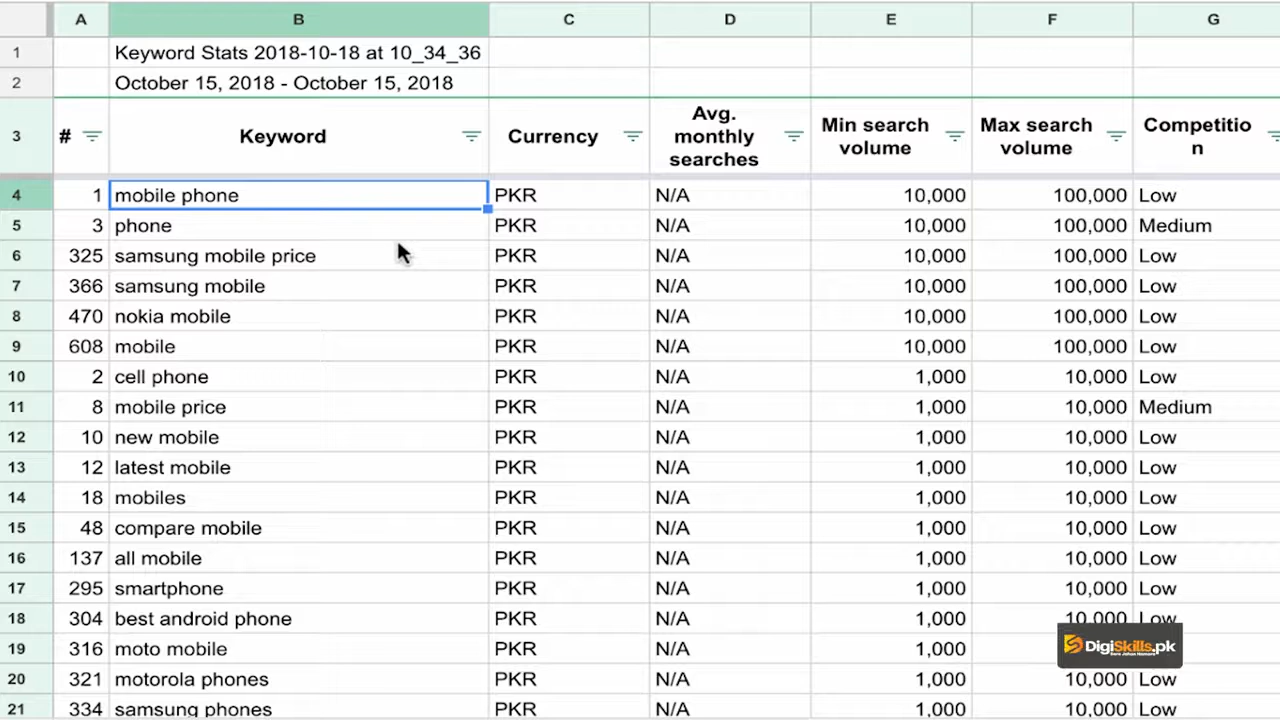 A B C D E F G
1 Keyword Stats 2018-10-18 at 10_34_36
2 October 15, 2018 - October 15, 2018
3 # Keyword Currency Avg. monthly searches Min search volume Max search volume Competitio n
4 1 mobile phone PKR N/A 10,000 100,000 Low
5 3 phone PKR N/A 10,000 100,000 Medium
6 325 samsung mobile price PKR N/A 10,000 100,000 Low
7 366 samsung mobile PKR N/A 10,000 100,000 Low
8 470 nokia mobile PKR N/A 10,000 100,000 Low
9 608 mobile PKR N/A 10,000 100,000 Low
10 2 cell phone PKR N/A 1,000 10,000 Low
11 8 mobile price PKR N/A 1,000 10,000 Medium
12 10 new mobile PKR N/A 1,000 10,000 Low
13 12 latest mobile PKR N/A 1,000 10,000 Low
14 18 mobiles PKR N/A 1,000 10,000 Low
15 48 compare mobile PKR N/A 1,000 10,000 Low
16 137 all mobile PKR N/A 1,000 10,000 Low
17 295 smartphone PKR N/A 1,000 10,000 Low
18 304 best android phone PKR N/A 1,000 10,000 Low
19 316 moto mobile PKR N/A 1,000
DigiSkills.pk
20 321 motorola phones PKR N/A 1,000 10,000 Low
21 334 samsung phones PKR N/A 1,000 10,000 Low